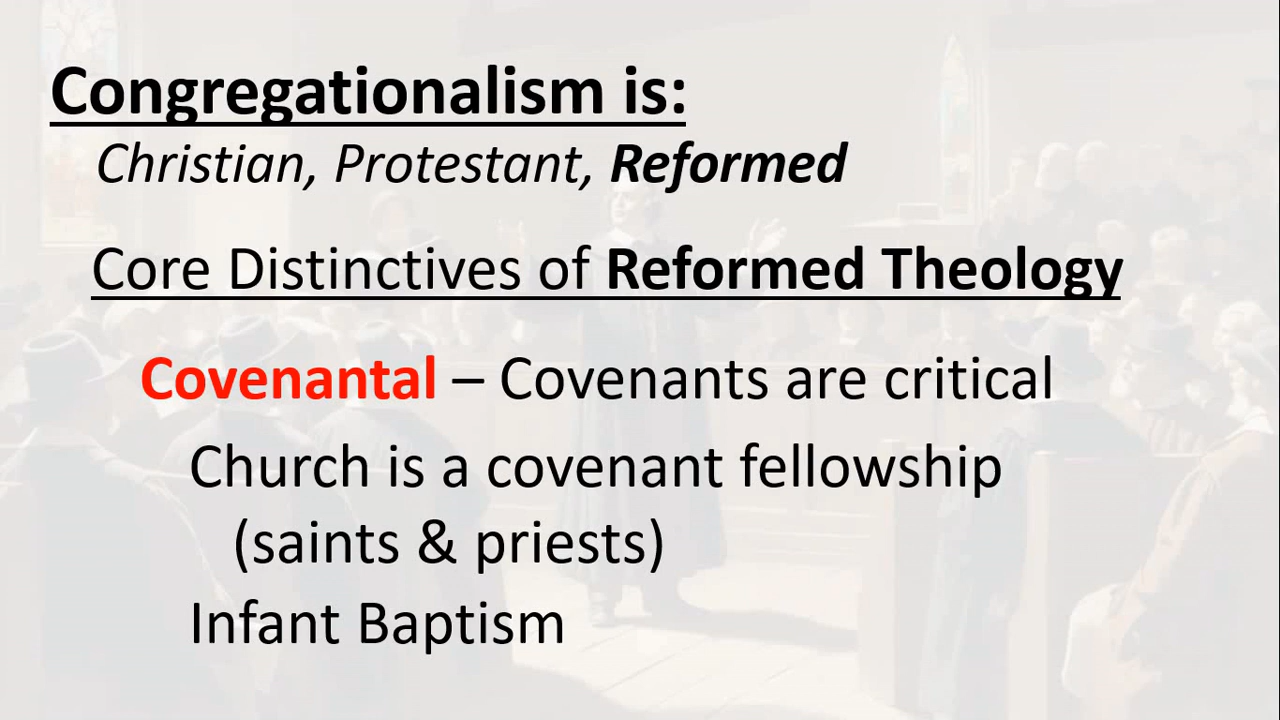 Congregationalism is:
Christian, Protestant, Reformed
Core Distinctives of Reformed Theology
Covenantal – Covenants are critical
Church is a covenant fellowship
(saints & priests)
Infant Baptism